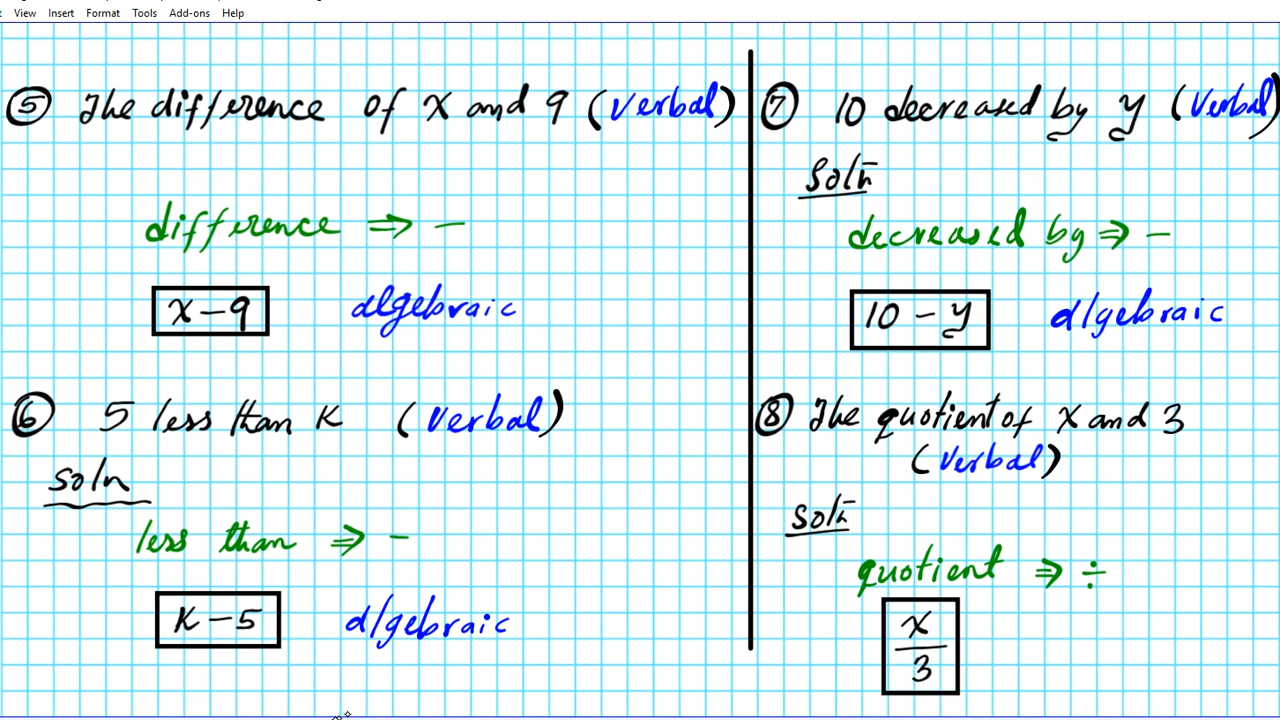 View Insert Format Tools Add-ons Help
⑤ The difference of x and 9 (Verbal)
difference ⇒ −
x − 9 algebraic
⑥ 5 less than K (Verbal)
Soln
less than ⇒ −
K − 5 algebraic
⑦ 10 decreased by y (Verbal)
Soln
decreased by ⇒ −
10 − y algebraic
⑧ The quotient of x and 3
(Verbal)
Soln
quotient ⇒ ÷
x
3